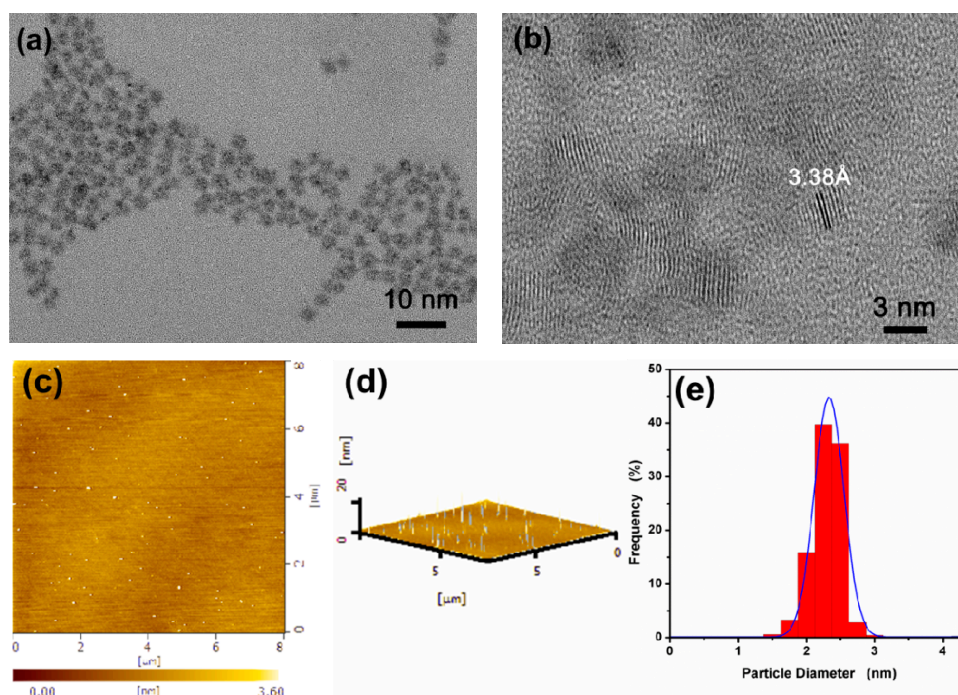 (a)
10 nm
(b)
3.38Å
3 nm
(c)
8
6
4
2
0
[µm]
0 2 4 6 8
[µm]
0.00 [nm] 3.60
(d)
[nm]
20
0
5 5 0
[µm]
(e)
50
40
30
20
10
0
Frequency (%)
0 1 2 3 4
Particle Diameter (nm)